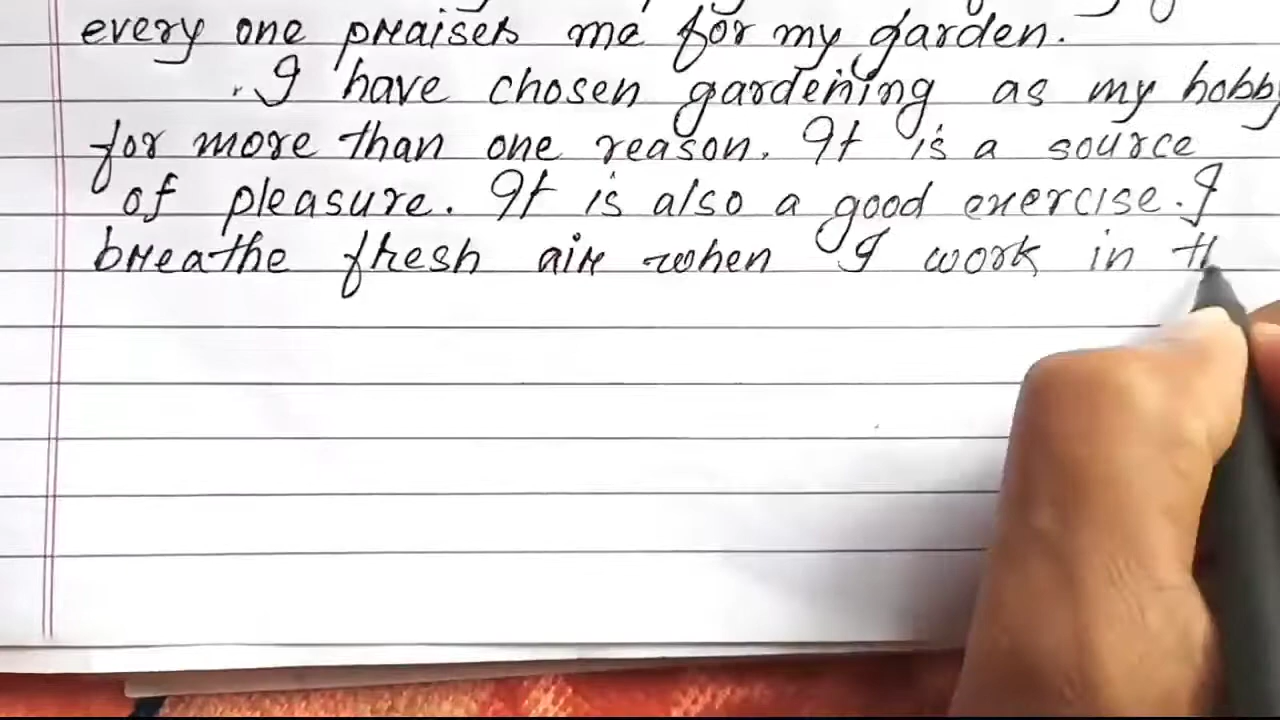 every one praises me for my garden.
I have chosen gardening as my hobby
for more than one reason. It is a source
of pleasure. It is also a good exercise. I
breathe fresh air when I work in th